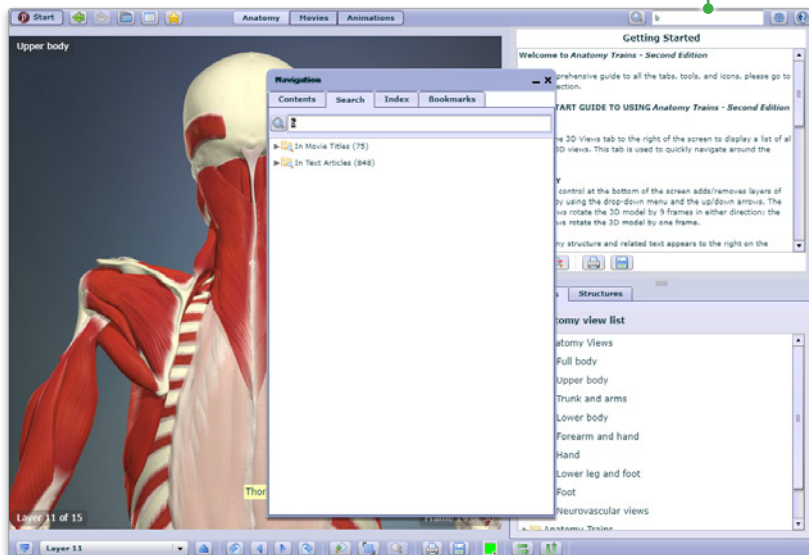 Start
Anatomy Movies Animations
b
Upper body
Getting Started
Welcome to Anatomy Trains - Second Edition
prehensive guide to all the tabs, tools, and icons, please go to
ection.
TART GUIDE TO USING Anatomy Trains - Second Edition
he 3D Views tab to the right of the screen to display a list of al
3D views. This tab is used to quickly navigate around the
Y
control at the bottom of the screen adds/removes layers of
by using the drop-down menu and the up/down arrows. The
ws rotate the 3D model by 9 frames in either direction: the
ws rotate the 3D model by one frame.
ny structure and related text appears to the right on the
Navigation
Contents Search Index Bookmarks
In Movie Titles (75)
In Text Articles (848)
Structures
tomy view list
atomy Views
Full body
Upper body
Trunk and arms
Lower body
Forearm and hand
Hand
Lower leg and foot
Foot
Neurovascular views
Anatomy Trains
Thor
Layer 11 of 15
Layer 11